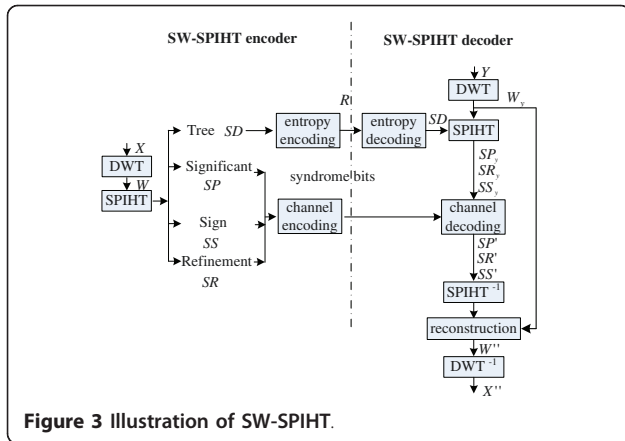 SW-SPIHT encoder
SW-SPIHT decoder
X
DWT
W
SPIHT
Tree SD
Significant
SP
Sign
SS
Refinement
SR
entropy
encoding
R
entropy
decoding
SD
syndrome bits
channel
encoding
Y
DWT
W_y
SPIHT
SP_y
SR_y
SS_y
channel
decoding
SP'
SR'
SS'
SPIHT ⁻¹
reconstruction
W''
DWT ⁻¹
X''
Figure 3 Illustration of SW-SPIHT.